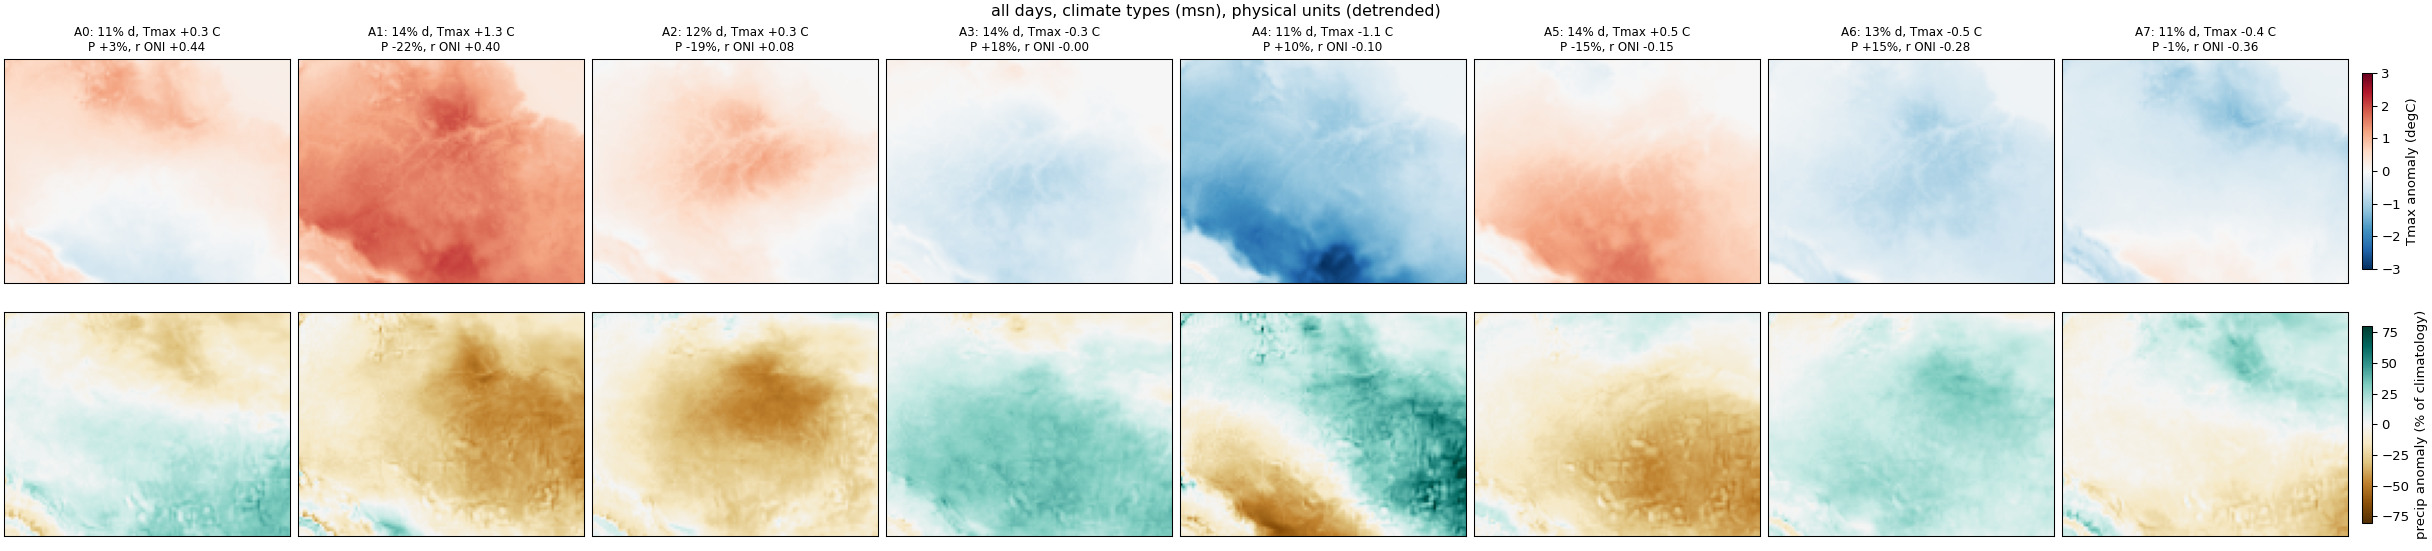 all days, climate types (msn), physical units (detrended)
A0: 11% d, Tmax +0.3 C
P +3%, r ONI +0.44
A1: 14% d, Tmax +1.3 C
P -22%, r ONI +0.40
A2: 12% d, Tmax +0.3 C
P -19%, r ONI +0.08
A3: 14% d, Tmax -0.3 C
P +18%, r ONI -0.00
A4: 11% d, Tmax -1.1 C
P +10%, r ONI -0.10
A5: 14% d, Tmax +0.5 C
P -15%, r ONI -0.15
A6: 13% d, Tmax -0.5 C
P +15%, r ONI -0.28
A7: 11% d, Tmax -0.4 C
P -1%, r ONI -0.36
3
2
1
0
−1
−2
−3
Tmax anomaly (degC)
75
50
25
0
−25
−50
−75
precip anomaly (% of climatology)